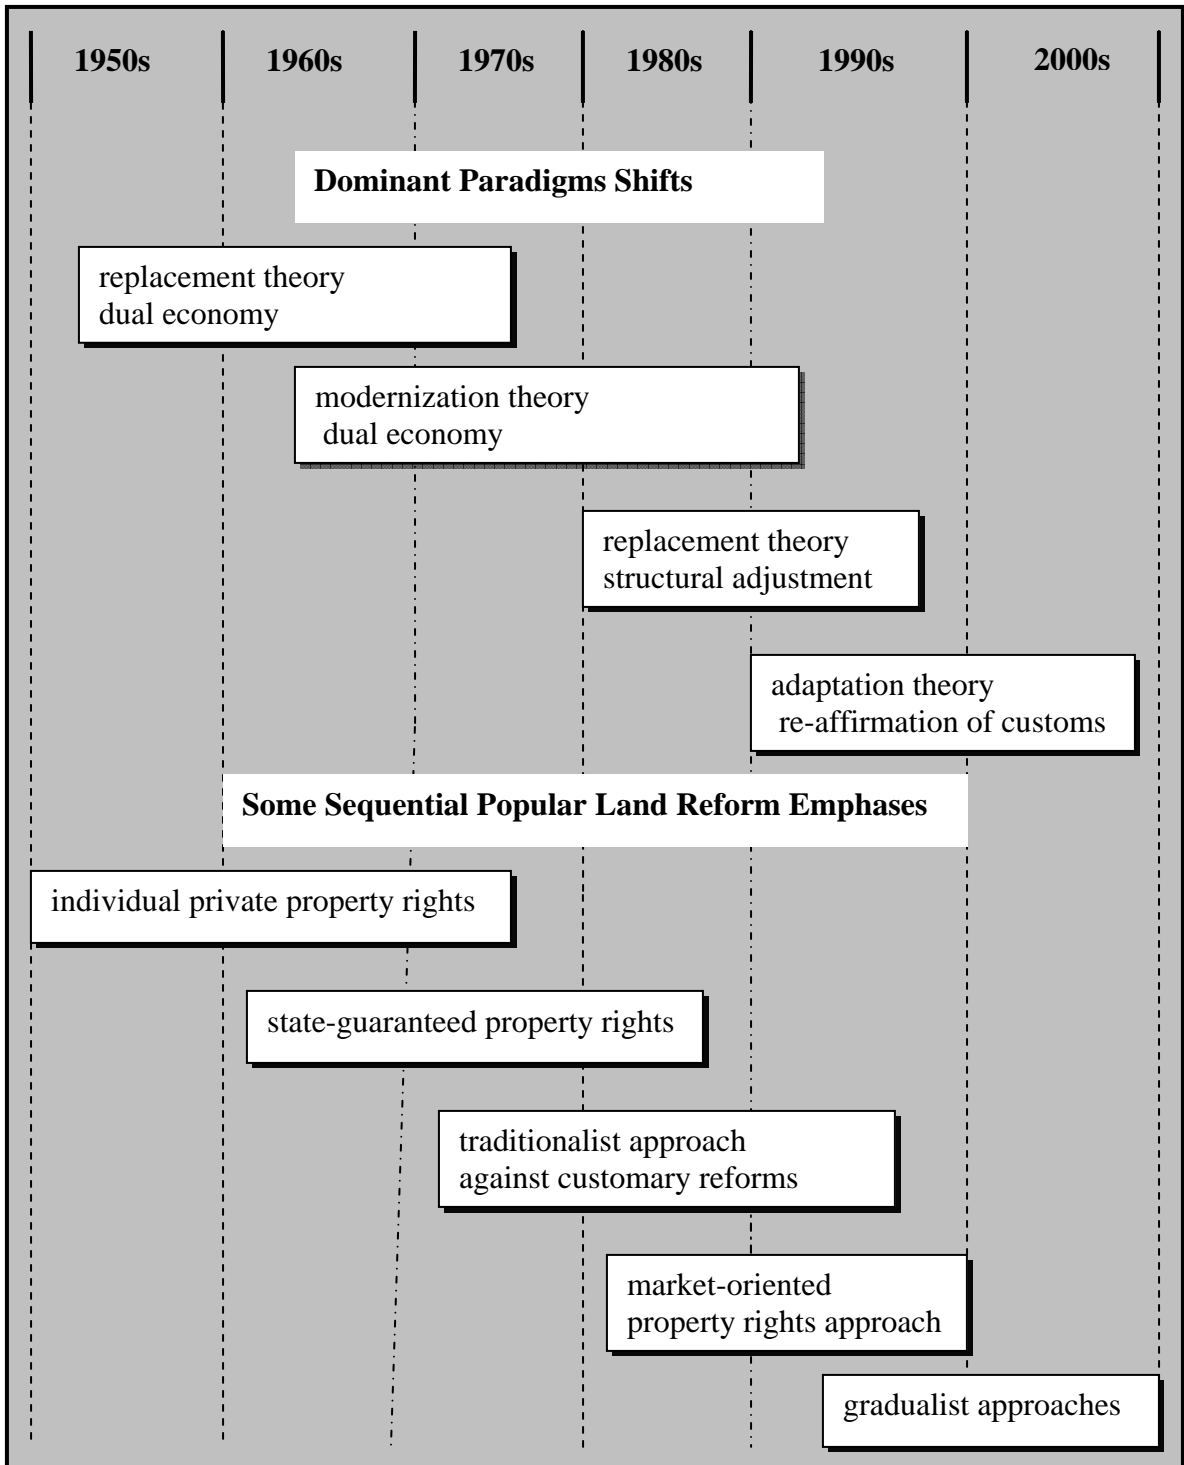 1950s 1960s 1970s 1980s 1990s 2000s
Dominant Paradigms Shifts
replacement theory
dual economy
modernization theory
dual economy
replacement theory
structural adjustment
adaptation theory
re-affirmation of customs
Some Sequential Popular Land Reform Emphases
individual private property rights
state-guaranteed property rights
traditionalist approach
against customary reforms
market-oriented
property rights approach
gradualist approaches